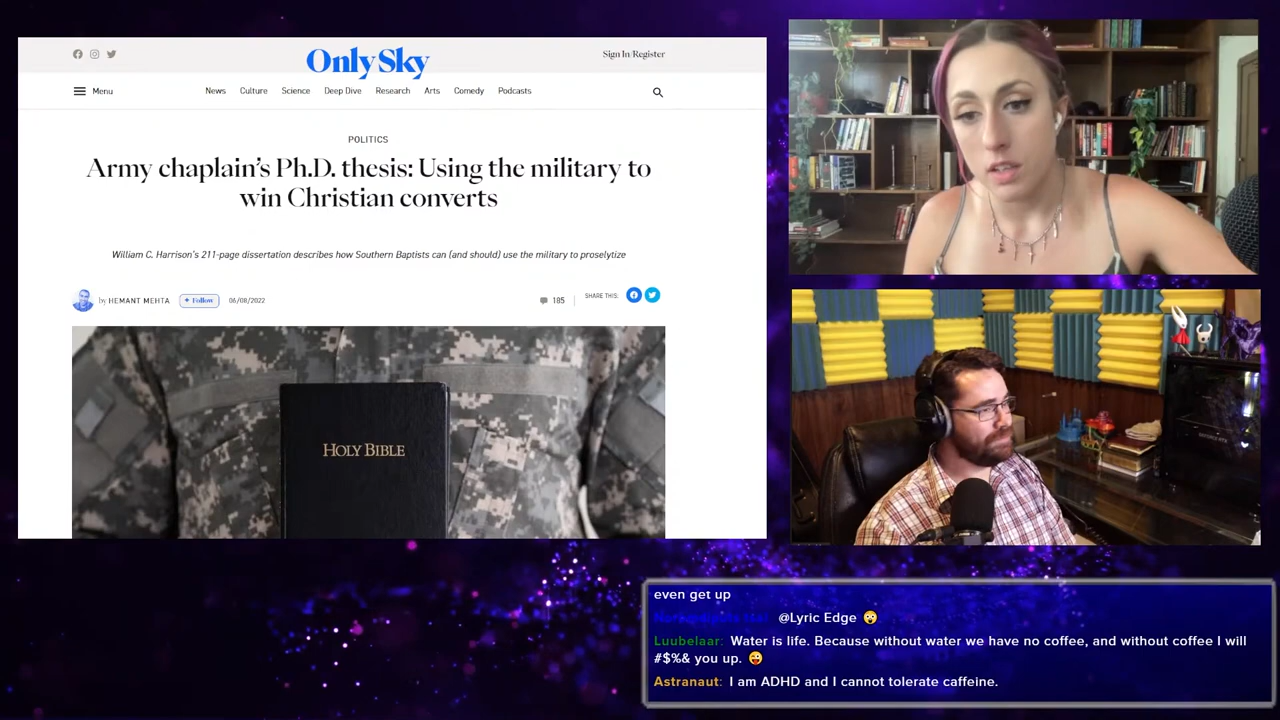 Only Sky
Sign In/Register
Menu
News Culture Science Deep Dive Research Arts Comedy Podcasts
POLITICS
Army chaplain's Ph.D. thesis: Using the military to
win Christian converts
William C. Harrison's 211-page dissertation describes how Southern Baptists can (and should) use the military to proselytize
by HEMANT MEHTA + Follow 06/08/2022
185 SHARE THIS:
HOLY BIBLE
even get up
@Lyric Edge 😲
Luubelaar: Water is life. Because without water we have no coffee, and without coffee I will
#$%& you up. 😜
Astranaut: I am ADHD and I cannot tolerate caffeine.